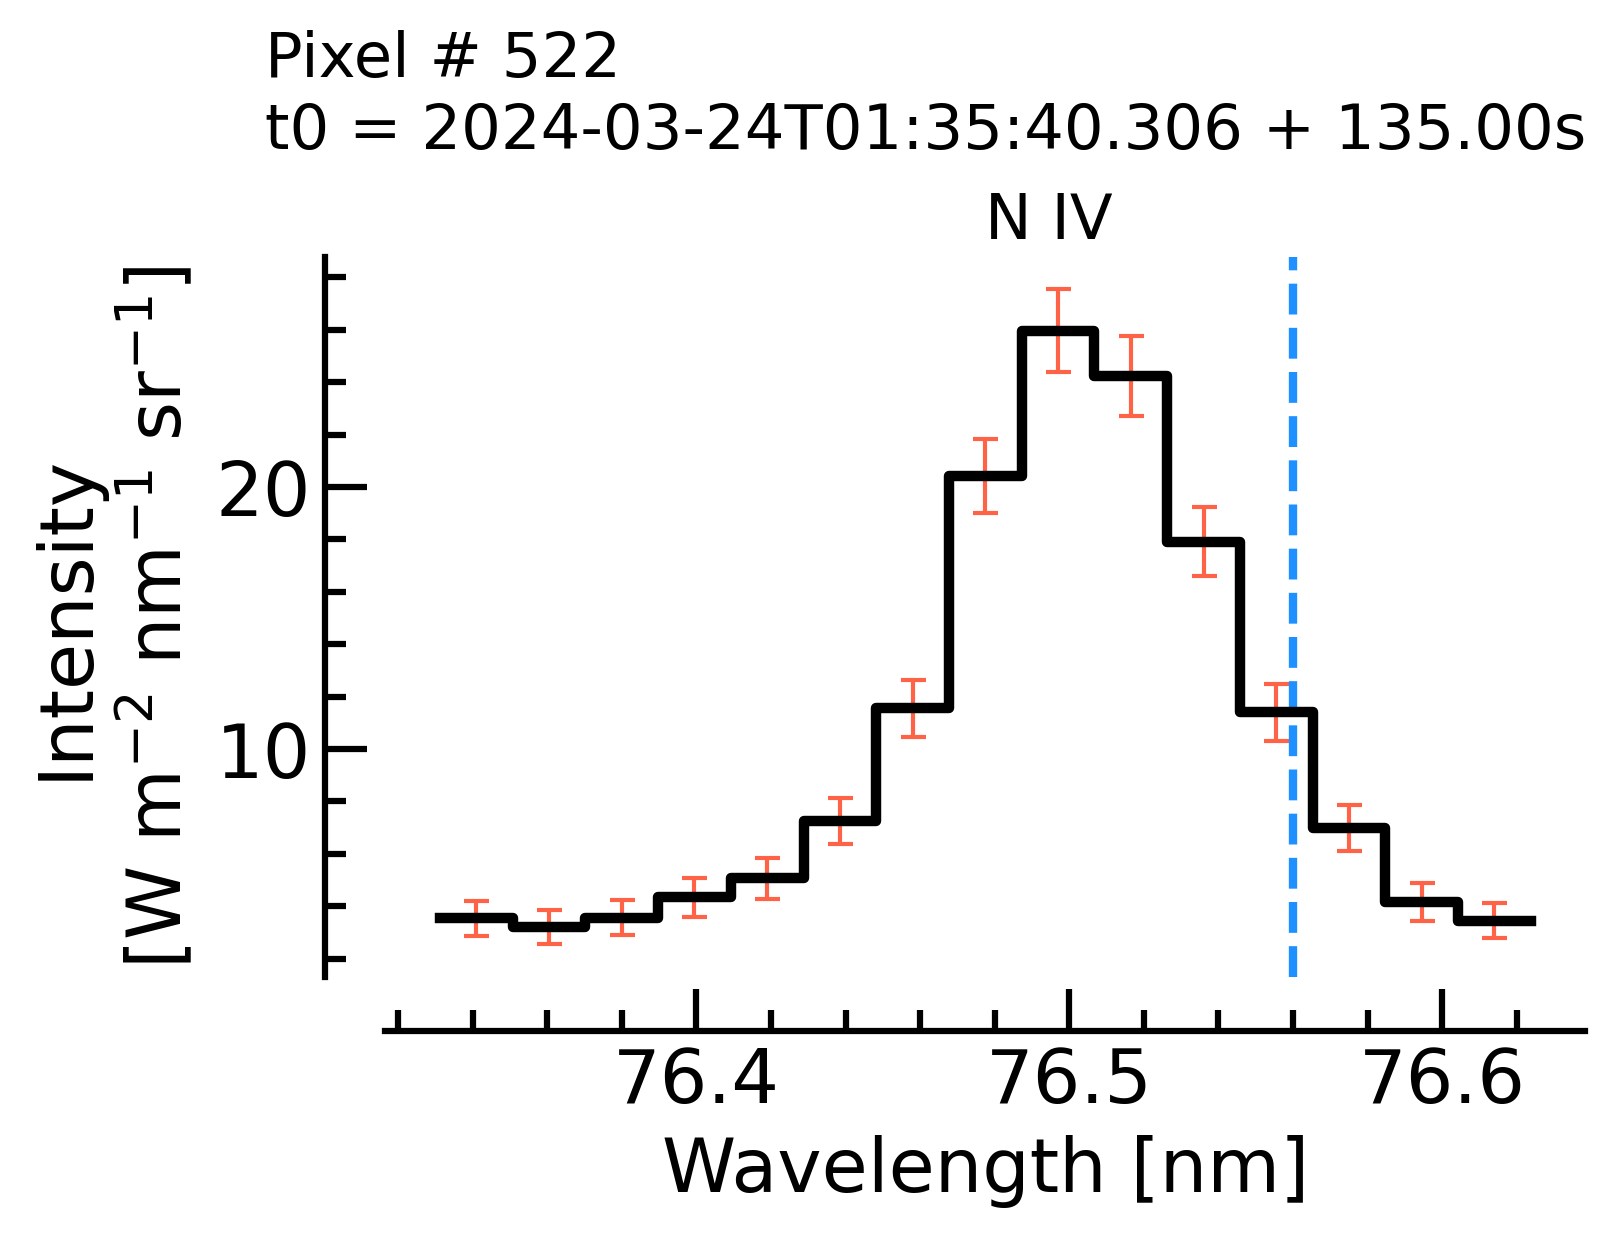 Pixel # 522
t0 = 2024-03-24T01:35:40.306 + 135.00s
N IV
Intensity
[W m⁻² nm⁻¹ sr⁻¹]
20
10
76.4 76.5 76.6
Wavelength [nm]